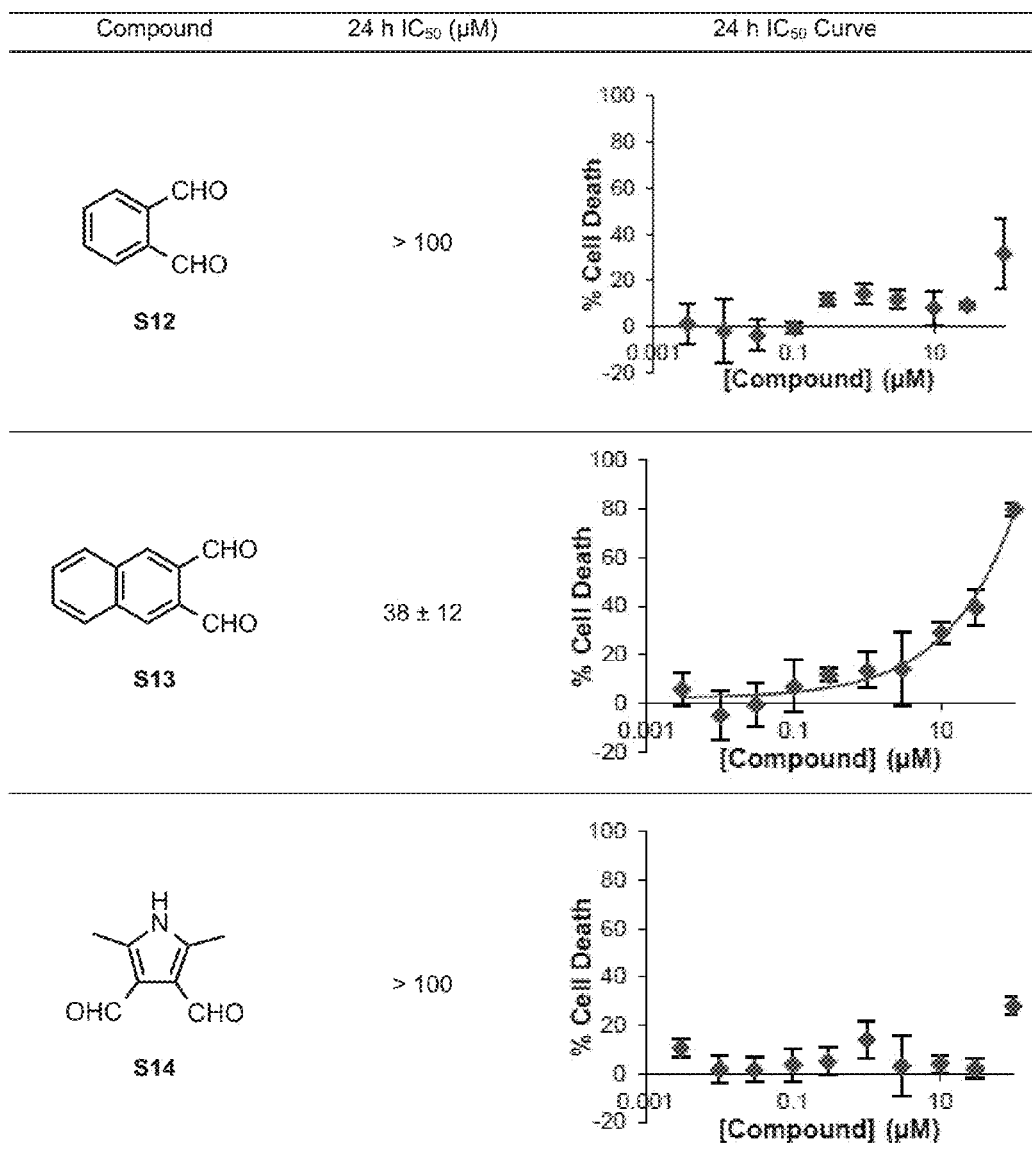 Compound 24 h IC₅₀ (µM) 24 h IC₅₀ Curve
100
80
60
40
20
0
-20
% Cell Death
0.001 0.1 10
[Compound] (µM)
CHO
CHO
S12
> 100
100
80
60
40
20
0
-20
% Cell Death
0.001 0.1 10
[Compound] (µM)
CHO
CHO
S13
38 ± 12
100
80
60
40
20
0
-20
% Cell Death
0.001 0.1 10
[Compound] (µM)
H
N
OHC CHO
S14
> 100